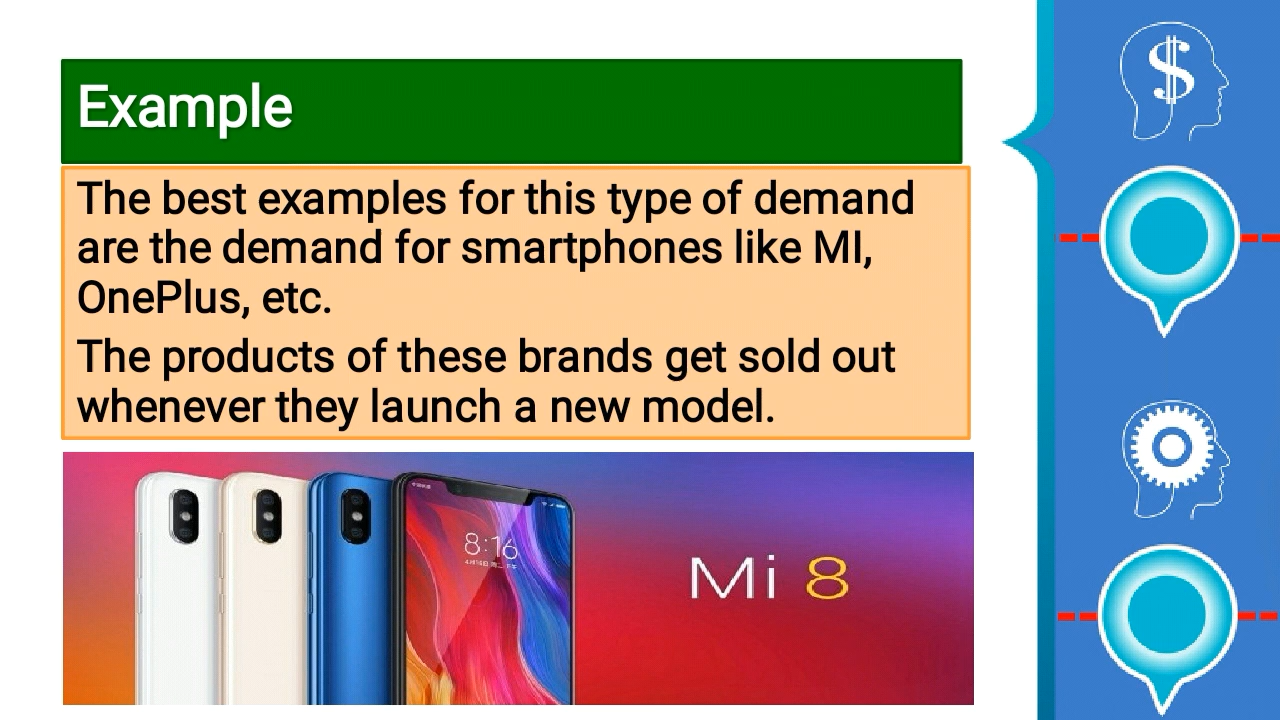 Example
The best examples for this type of demand
are the demand for smartphones like MI,
OnePlus, etc.
The products of these brands get sold out
whenever they launch a new model.
8:16
Mi 8
$